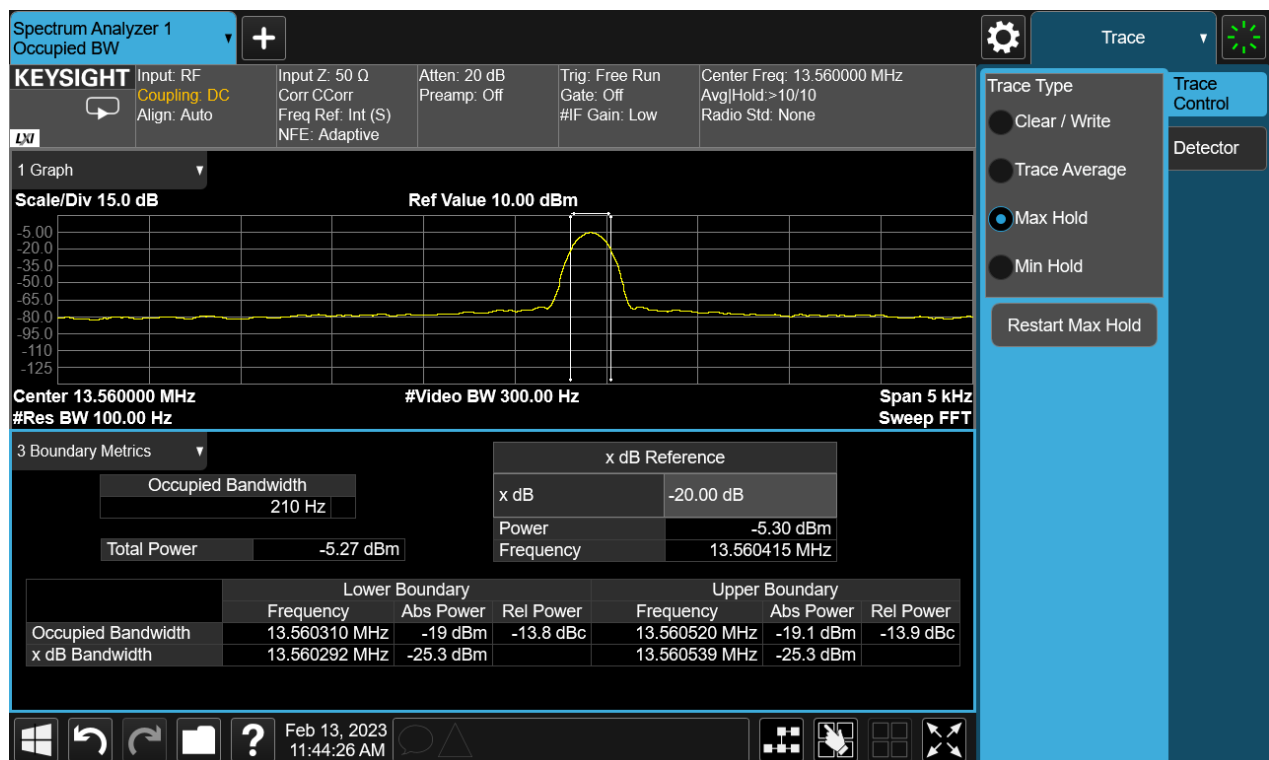 Spectrum Analyzer 1
Occupied BW
+
Trace
KEYSIGHT
LXI
Input: RF
Coupling: DC
Align: Auto
Input Z: 50 Ω
Corr CCorr
Freq Ref: Int (S)
NFE: Adaptive
Atten: 20 dB
Preamp: Off
Trig: Free Run
Gate: Off
#IF Gain: Low
Center Freq: 13.560000 MHz
Avg|Hold:>10/10
Radio Std: None
1 Graph
Scale/Div 15.0 dB
Ref Value 10.00 dBm
-5.00
-20.0
-35.0
-50.0
-65.0
-80.0
-95.0
-110
-125
Center 13.560000 MHz
#Video BW 300.00 Hz
Span 5 kHz
#Res BW 100.00 Hz
Sweep FFT
3 Boundary Metrics
Occupied Bandwidth
210 Hz
Total Power -5.27 dBm
x dB Reference
x dB -20.00 dB
Power -5.30 dBm
Frequency 13.560415 MHz
Lower Boundary Upper Boundary
Frequency Abs Power Rel Power Frequency Abs Power Rel Power
Occupied Bandwidth 13.560310 MHz -19 dBm -13.8 dBc 13.560520 MHz -19.1 dBm -13.9 dBc
x dB Bandwidth 13.560292 MHz -25.3 dBm 13.560539 MHz -25.3 dBm
?
Feb 13, 2023
11:44:26 AM
Trace Type
Clear / Write
Trace Average
Max Hold
Min Hold
Restart Max Hold
Trace
Control
Detector